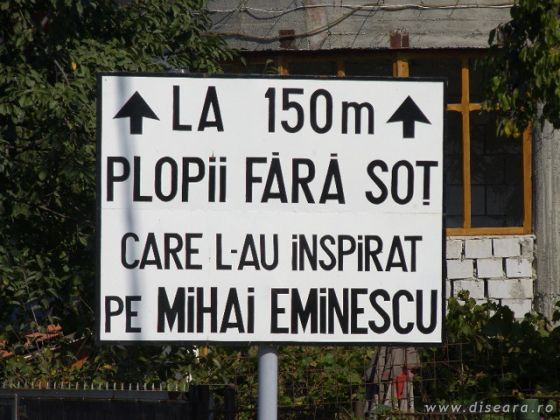 ↑ LA 150m ↑
PLOPii FĂRĂ SOȚ
CARE L-AU iNSPiRAT
PE MiHAi EMiNESCU
www.diseara.ro